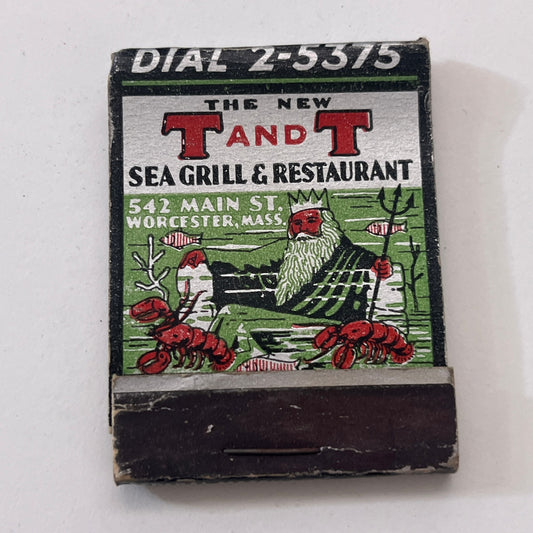 DIAL 2-5375
THE NEW
T AND T
SEA GRILL & RESTAURANT
542 MAIN ST.
WORCESTER, MASS.